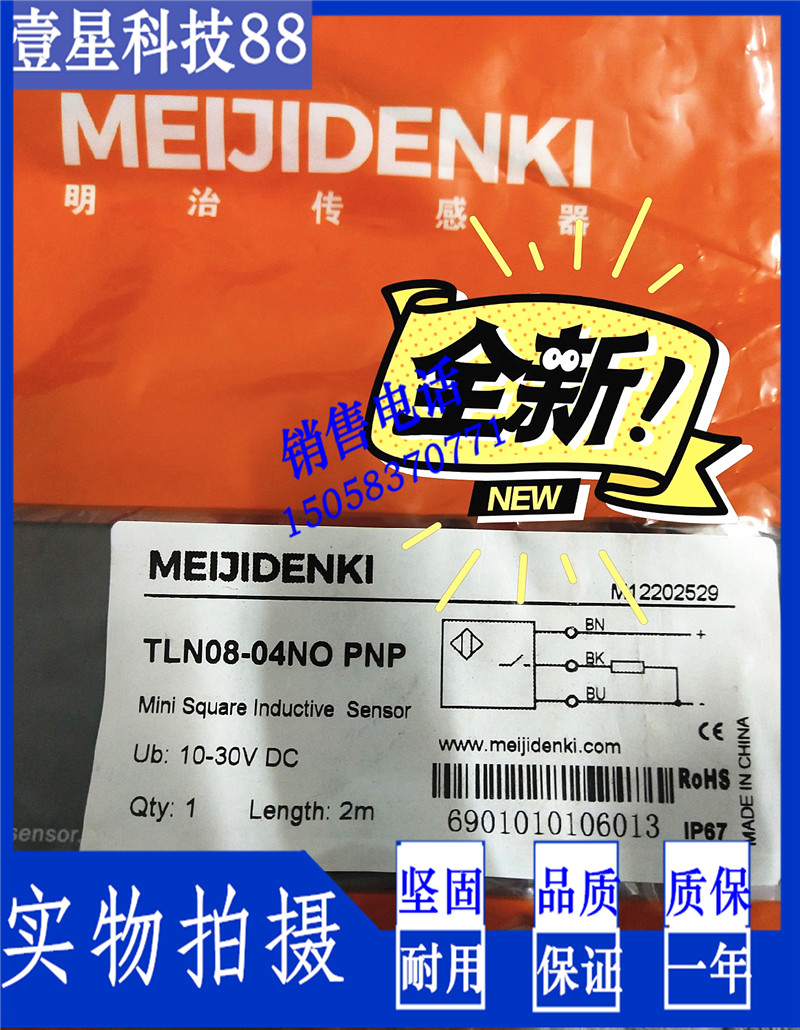 壹星科技88
MEIJIDENKI
明治传感器
全新!
NEW
销售电话
15058370771
MEIJIDENKI
M12202529
TLN08-04NO PNP
Mini Square Inductive Sensor
Ub: 10-30V DC
Qty: 1 Length: 2m
BN
+
BK
BU
-
www.meijidenki.com
CE
RoHS
6901010106013
IP67
MADE IN CHINA
sensor.
实物拍摄
坚固
耐用
品质
保证
质保
一年